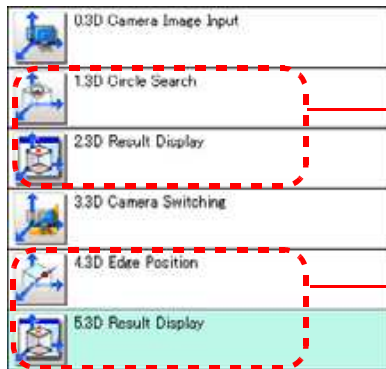 0.3D Camera Image Input
1.3D Circle Search
2.3D Result Display
3.3D Camera Switching
4.3D Edge Position
5.3D Result Display